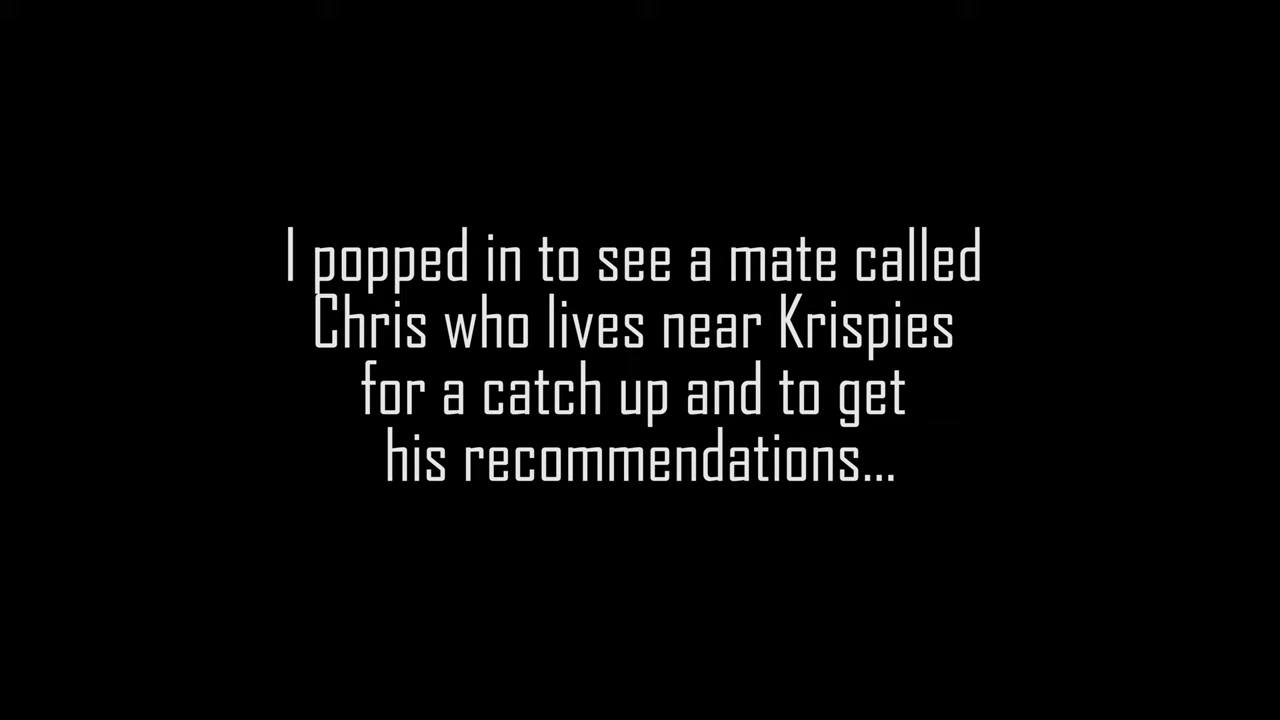 I popped in to see a mate called
Chris who lives near Krispies
for a catch up and to get
his recommendations...